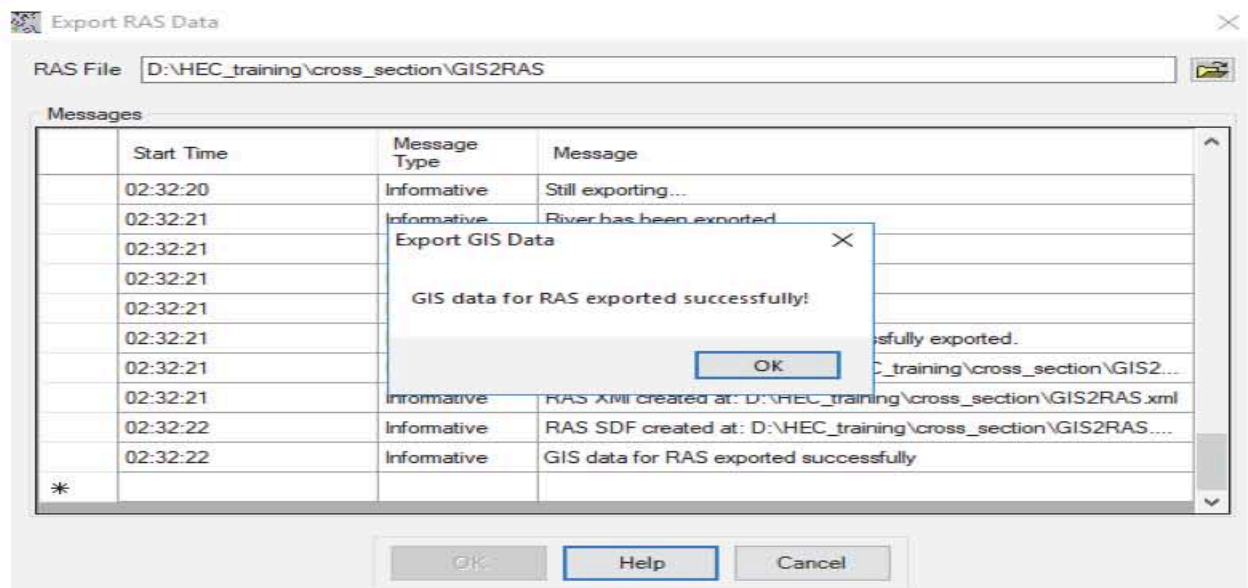 Export RAS Data
RAS File D:\HEC_training\cross_section\GIS2RAS
Messages
Start Time Message Type Message
02:32:20 Informative Still exporting...
02:32:21 Informative River has been exported
02:32:21
02:32:21
02:32:21
02:32:21 exported.
02:32:21 _training\cross_section\GIS2...
02:32:21 Informative RAS XML created at: D:\HEC_training\cross_section\GIS2RAS.xml
02:32:22 Informative RAS SDF created at: D:\HEC_training\cross_section\GIS2RAS....
02:32:22 Informative GIS data for RAS exported successfully
*
Export GIS Data
GIS data for RAS exported successfully!
OK
OK Help Cancel